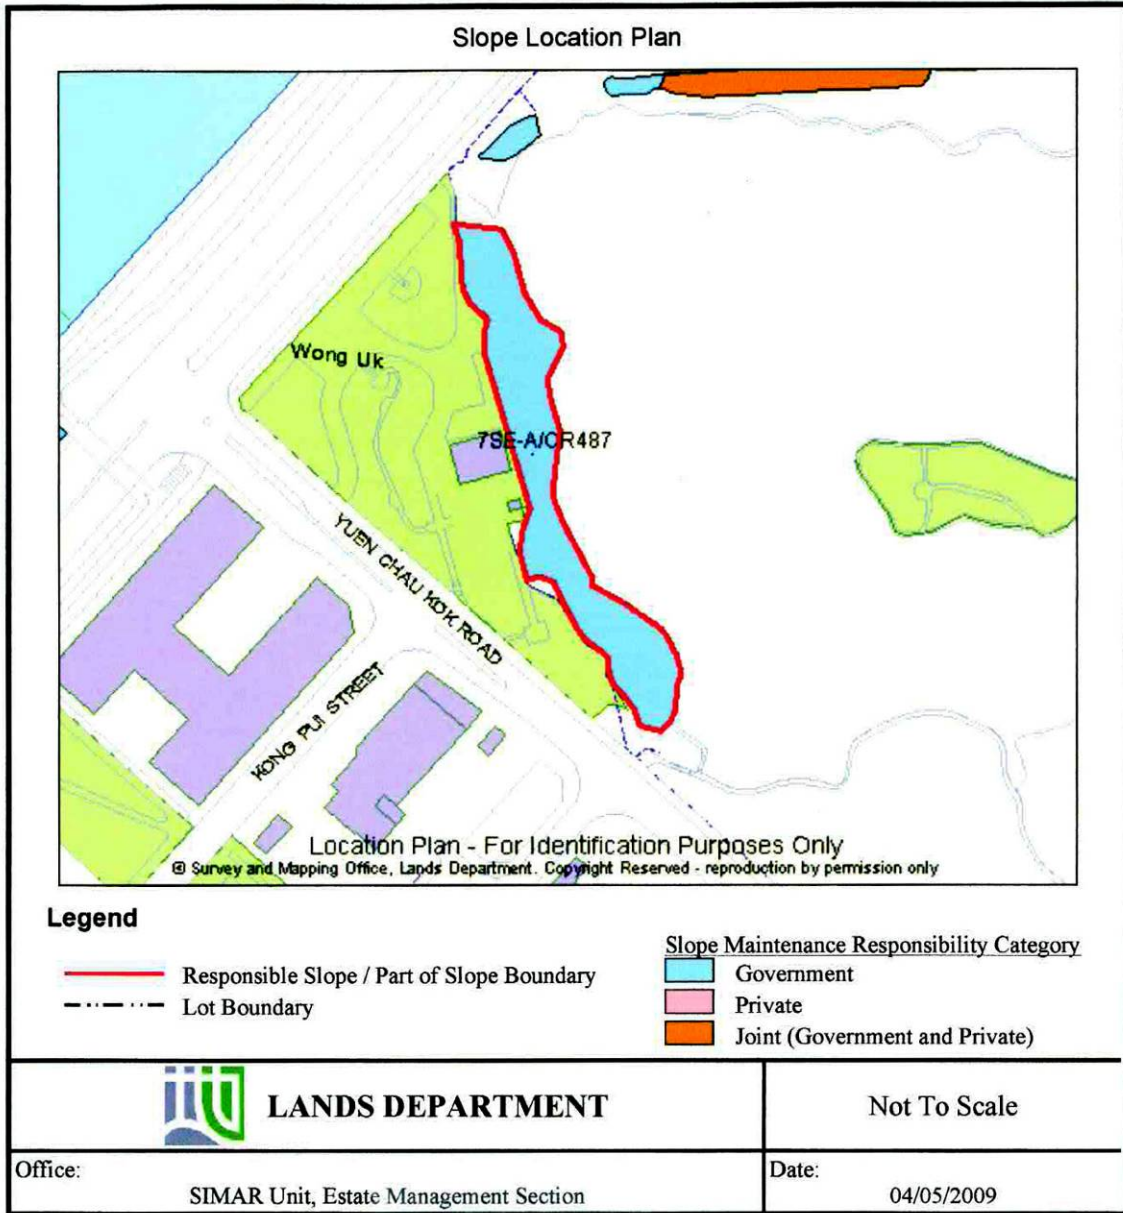 Slope Location Plan
Wong Uk
7SE-A/CR487
YUEN CHAU KOK ROAD
KONG PUI STREET
Location Plan - For Identification Purposes Only
© Survey and Mapping Office, Lands Department. Copyright Reserved - reproduction by permission only
Legend
Responsible Slope / Part of Slope Boundary
Lot Boundary
Slope Maintenance Responsibility Category
Government
Private
Joint (Government and Private)
LANDS DEPARTMENT
Not To Scale
Office:
SIMAR Unit, Estate Management Section
Date:
04/05/2009